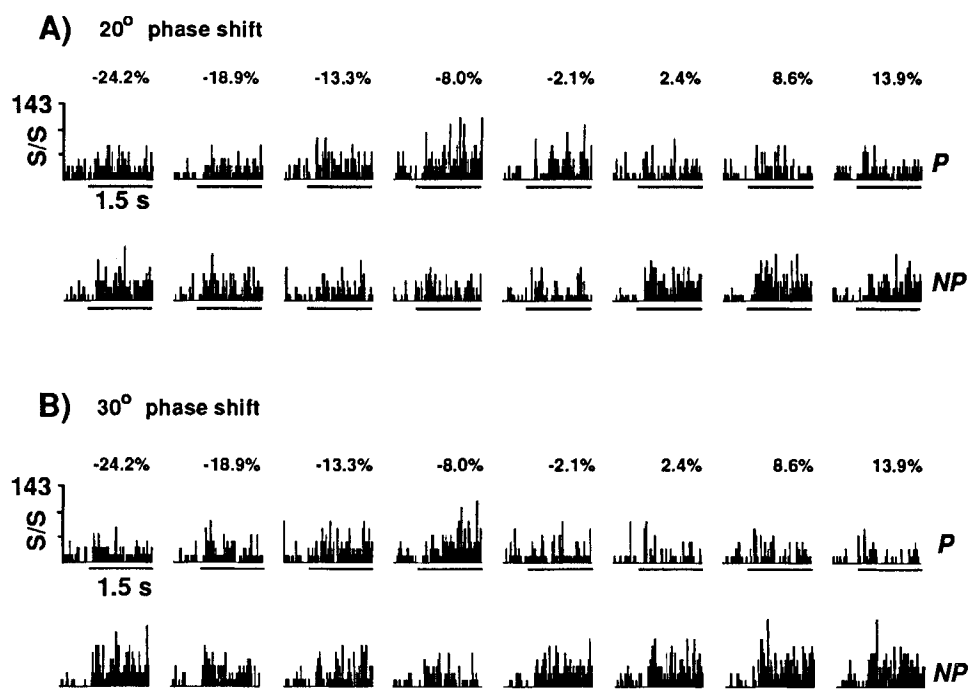 A) 20° phase shift
-24.2% -18.9% -13.3% -8.0% -2.1% 2.4% 8.6% 13.9%
143
S/S
P
1.5 s
NP
B) 30° phase shift
-24.2% -18.9% -13.3% -8.0% -2.1% 2.4% 8.6% 13.9%
143
S/S
P
1.5 s
NP